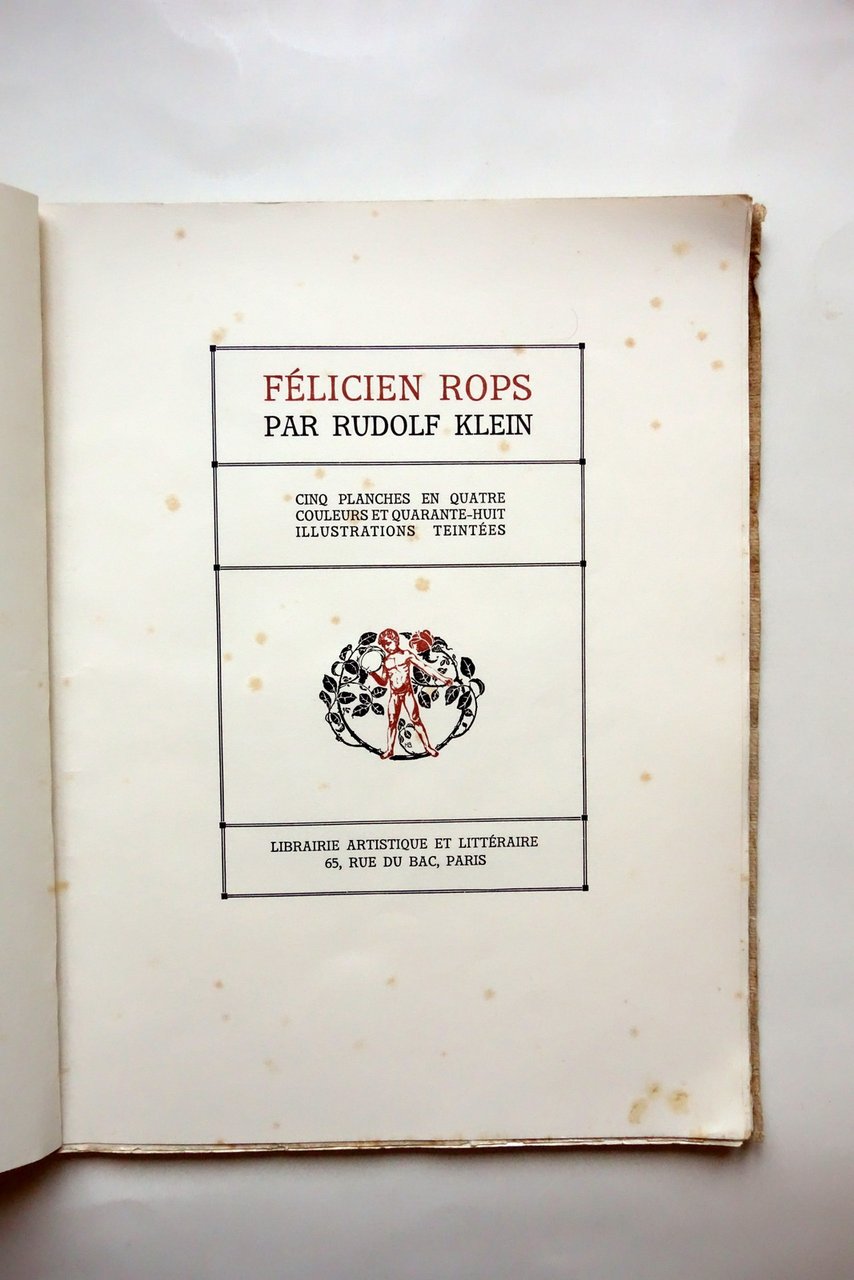 FÉLICIEN ROPS
PAR RUDOLF KLEIN
CINQ PLANCHES EN QUATRE
COULEURS ET QUARANTE-HUIT
ILLUSTRATIONS TEINTÉES
LIBRAIRIE ARTISTIQUE ET LITTÉRAIRE
65, RUE DU BAC, PARIS